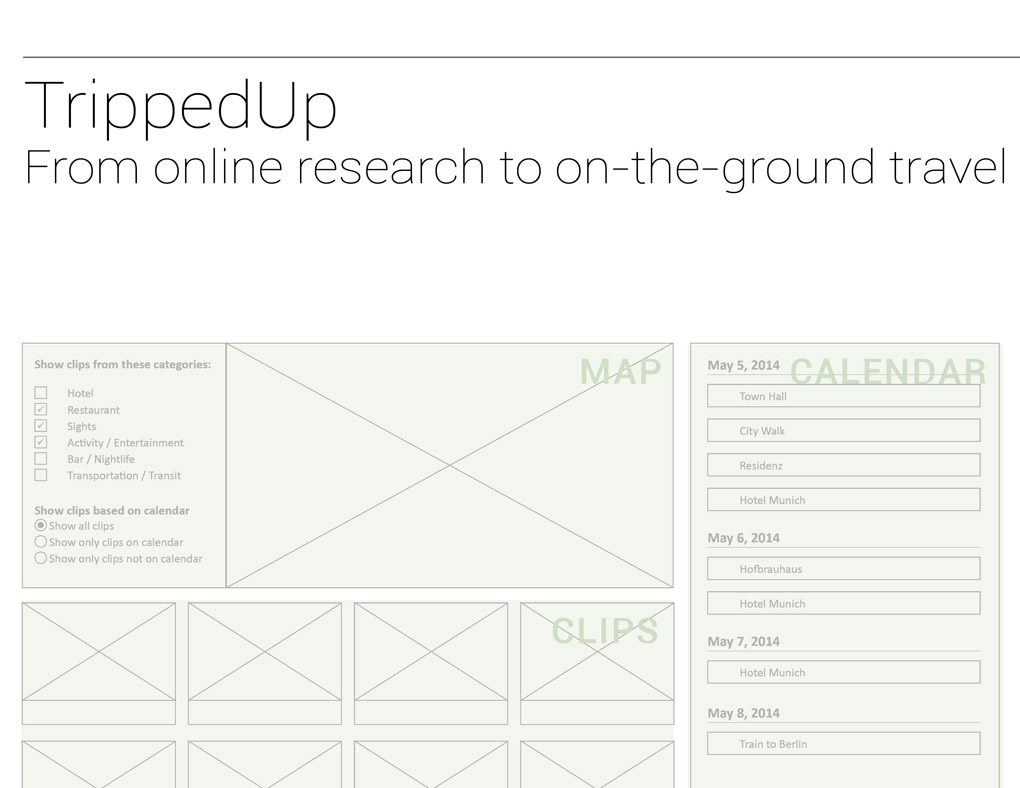 TrippedUp
From online research to on-the-ground travel
Show clips from these categories:
Hotel
Restaurant
Sights
Activity / Entertainment
Bar / Nightlife
Transportation / Transit
Show clips based on calendar
Show all clips
Show only clips on calendar
Show only clips not on calendar
MAP
CLIPS
CALENDAR
May 5, 2014
Town Hall
City Walk
Residenz
Hotel Munich
May 6, 2014
Hofbrauhaus
Hotel Munich
May 7, 2014
Hotel Munich
May 8, 2014
Train to Berlin